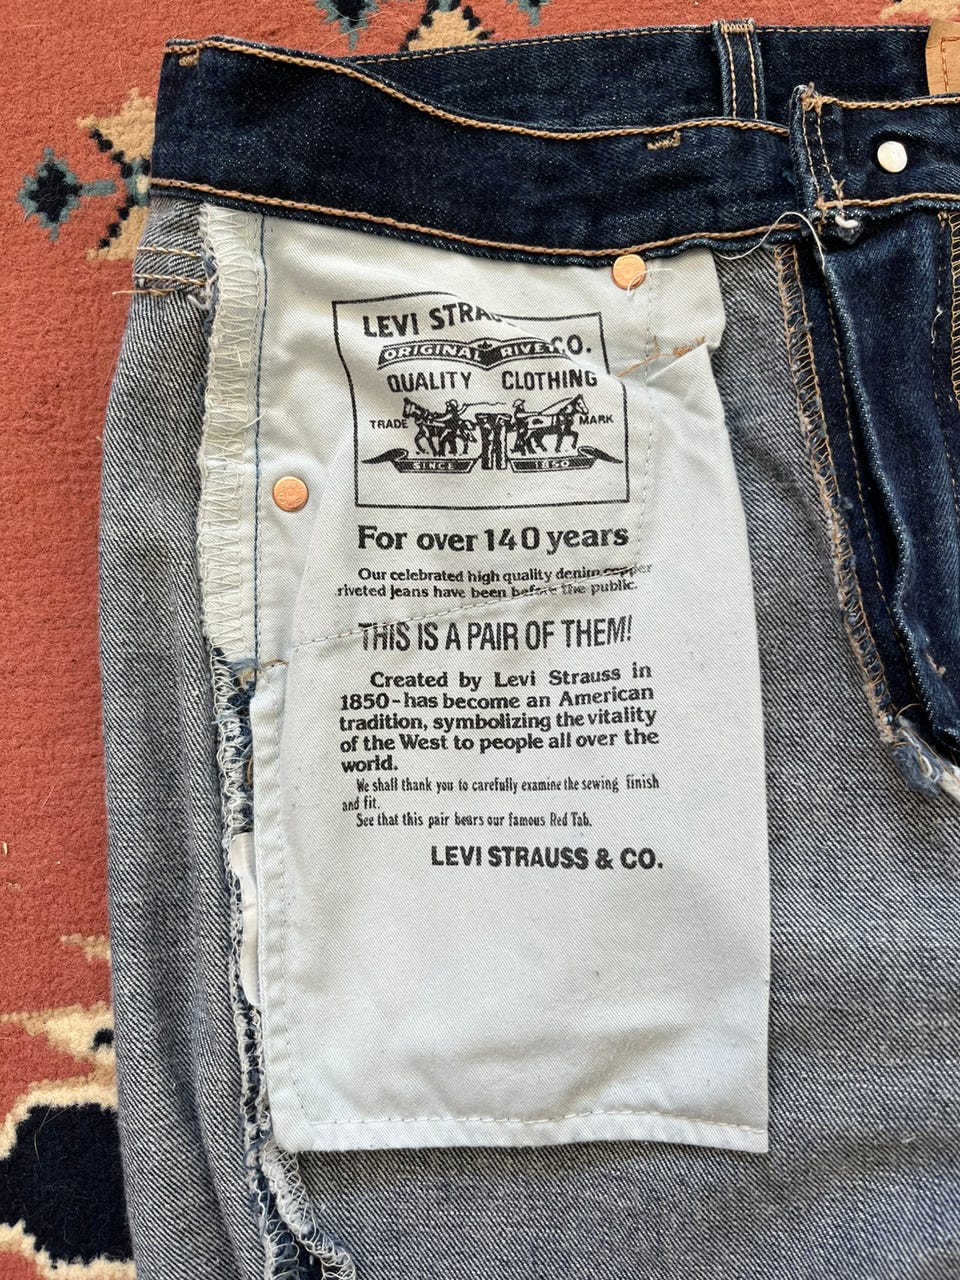 LEVI STRAU
ORIGINAL RIVET CO.
QUALITY CLOTHING
TRADE MARK
SINCE 1850
For over 140 years
Our celebrated high quality denim copper
riveted jeans have been before the public.
THIS IS A PAIR OF THEM!
Created by Levi Strauss in
1850-has become an American
tradition, symbolizing the vitality
of the West to people all over the
world.
We shall thank you to carefully examine the sewing finish
and fit.
See that this pair bears our famous Red Tab.
LEVI STRAUSS & CO.